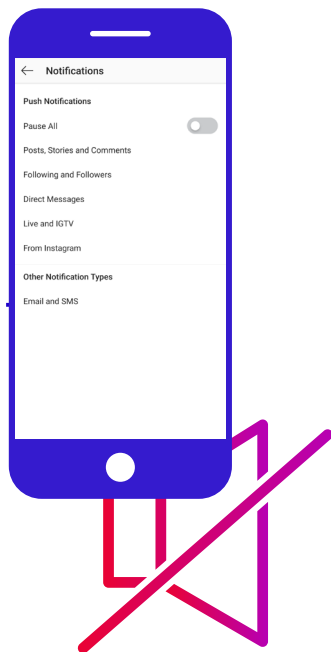 Notifications
Push Notifications
Pause All
Posts, Stories and Comments
Following and Followers
Direct Messages
Live and IGTV
From Instagram
Other Notification Types
Email and SMS